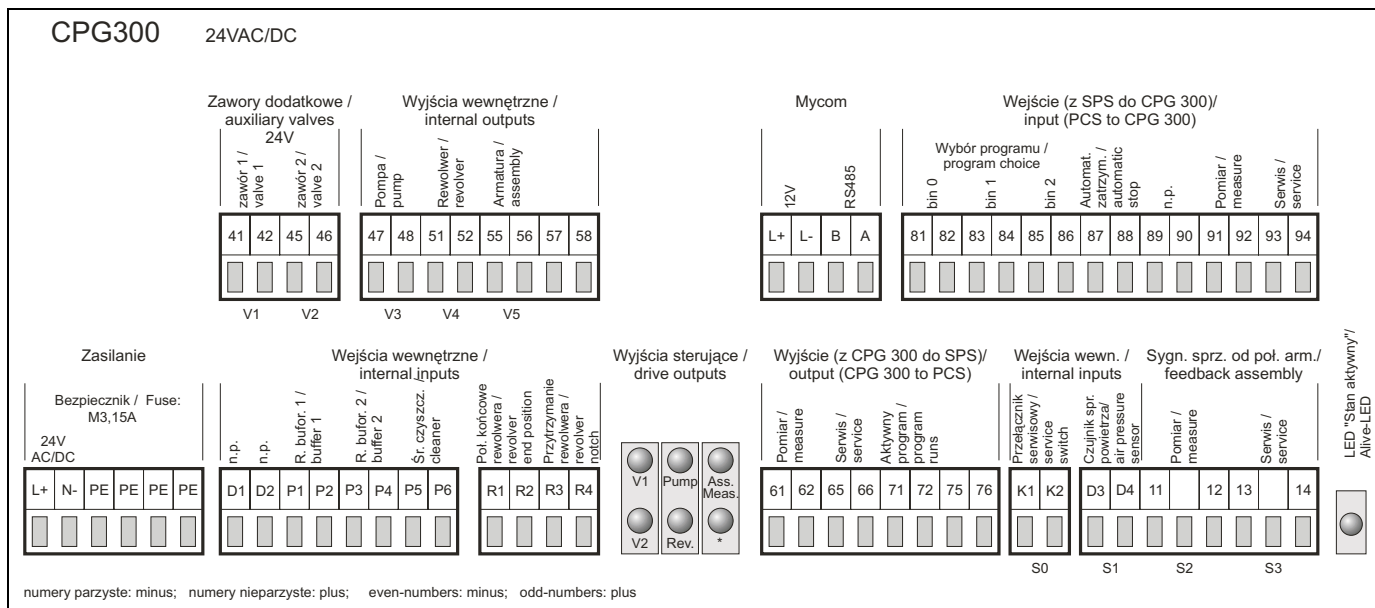 CPG300 24VAC/DC
Zawory dodatkowe /
auxiliary valves
24V
zawór 1 /
valve 1
zawór 2 /
valve 2
41 42 45 46
V1 V2
Wyjścia wewnętrzne /
internal outputs
Pompa /
pump
Rewolwer /
revolver
Armatura /
assembly
47 48 51 52 55 56 57 58
V3 V4 V5
Mycom
12V
RS485
L+ L- B A
Wejście (z SPS do CPG 300)/
input (PCS to CPG 300)
Wybór programu /
program choice
bin 0
bin 1
bin 2
Automat.
zatrzym. /
automatic
stop
n.p.
Pomiar /
measure
Serwis /
service
81 82 83 84 85 86 87 88 89 90 91 92 93 94
Zasilanie
Bezpiecznik / Fuse:
M3,15A
24V
AC/DC
L+ N- PE PE PE PE
Wejścia wewnętrzne /
internal inputs
n.p.
n.p.
R. bufor. 1 /
buffer 1
R. bufor. 2 /
buffer 2
Śr. czyszcz. /
cleaner
D1 D2 P1 P2 P3 P4 P5 P6
Poł. końcowe
rewolwera /
revolver
end position
Przytrzymanie
rewolwera /
revolver
notch
R1 R2 R3 R4
Wyjścia sterujące /
drive outputs
V1 Pump Ass.
Meas.
V2 Rev. *
Wyjście (z CPG 300 do SPS)/
output (CPG 300 to PCS)
Pomiar /
measure
Serwis /
service
Aktywny
program /
program
runs
61 62 65 66 71 72 75 76
Wejścia wewn. /
internal inputs
Przełącznik
serwisowy /
service
switch
K1 K2
S0
Sygn. sprz. od poł. arm./
feedback assembly
Czujnik spr.
powietrza/
air pressure
sensor
Pomiar /
measure
Serwis /
service
D3 D4 11 12 13 14
S1 S2 S3
LED "Stan aktywny"/
Alive-LED
numery parzyste: minus; numery nieparzyste: plus; even-numbers: minus; odd-numbers: plus